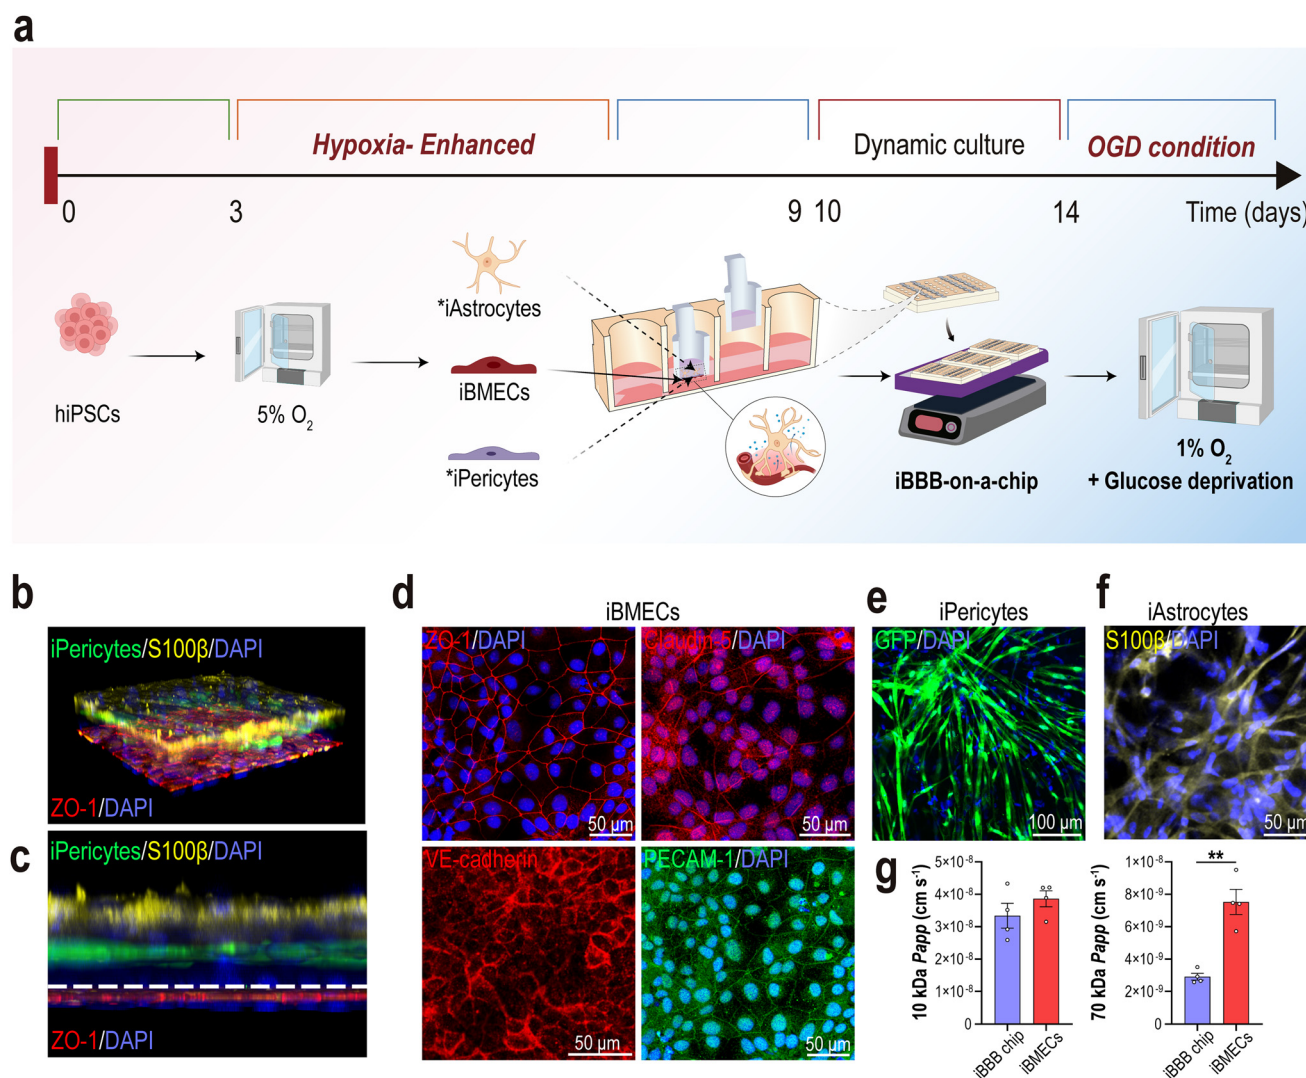 a
Hypoxia- Enhanced
Dynamic culture
OGD condition
0
3
9
10
14
Time (days)
*iAstrocytes
hiPSCs
5% O₂
iBMECs
*iPericytes
iBBB-on-a-chip
1% O₂
+ Glucose deprivation
b
iPericytes/S100β/DAPI
ZO-1/DAPI
c
iPericytes/S100β/DAPI
ZO-1/DAPI
d
iBMECs
ZO-1/DAPI
50 µm
Claudin-5/DAPI
50 µm
VE-cadherin
50 µm
PECAM-1/DAPI
50 µm
e
iPericytes
GFP/DAPI
100 µm
f
iAstrocytes
S100β/DAPI
50 µm
g
10 kDa Papp (cm s⁻¹)
5×10⁻⁸
4×10⁻⁸
3×10⁻⁸
2×10⁻⁸
1×10⁻⁸
0
iBBB chip
iBMECs
70 kDa Papp (cm s⁻¹)
1×10⁻⁸
8×10⁻⁹
6×10⁻⁹
4×10⁻⁹
2×10⁻⁹
0
**
iBBB chip
iBMECs